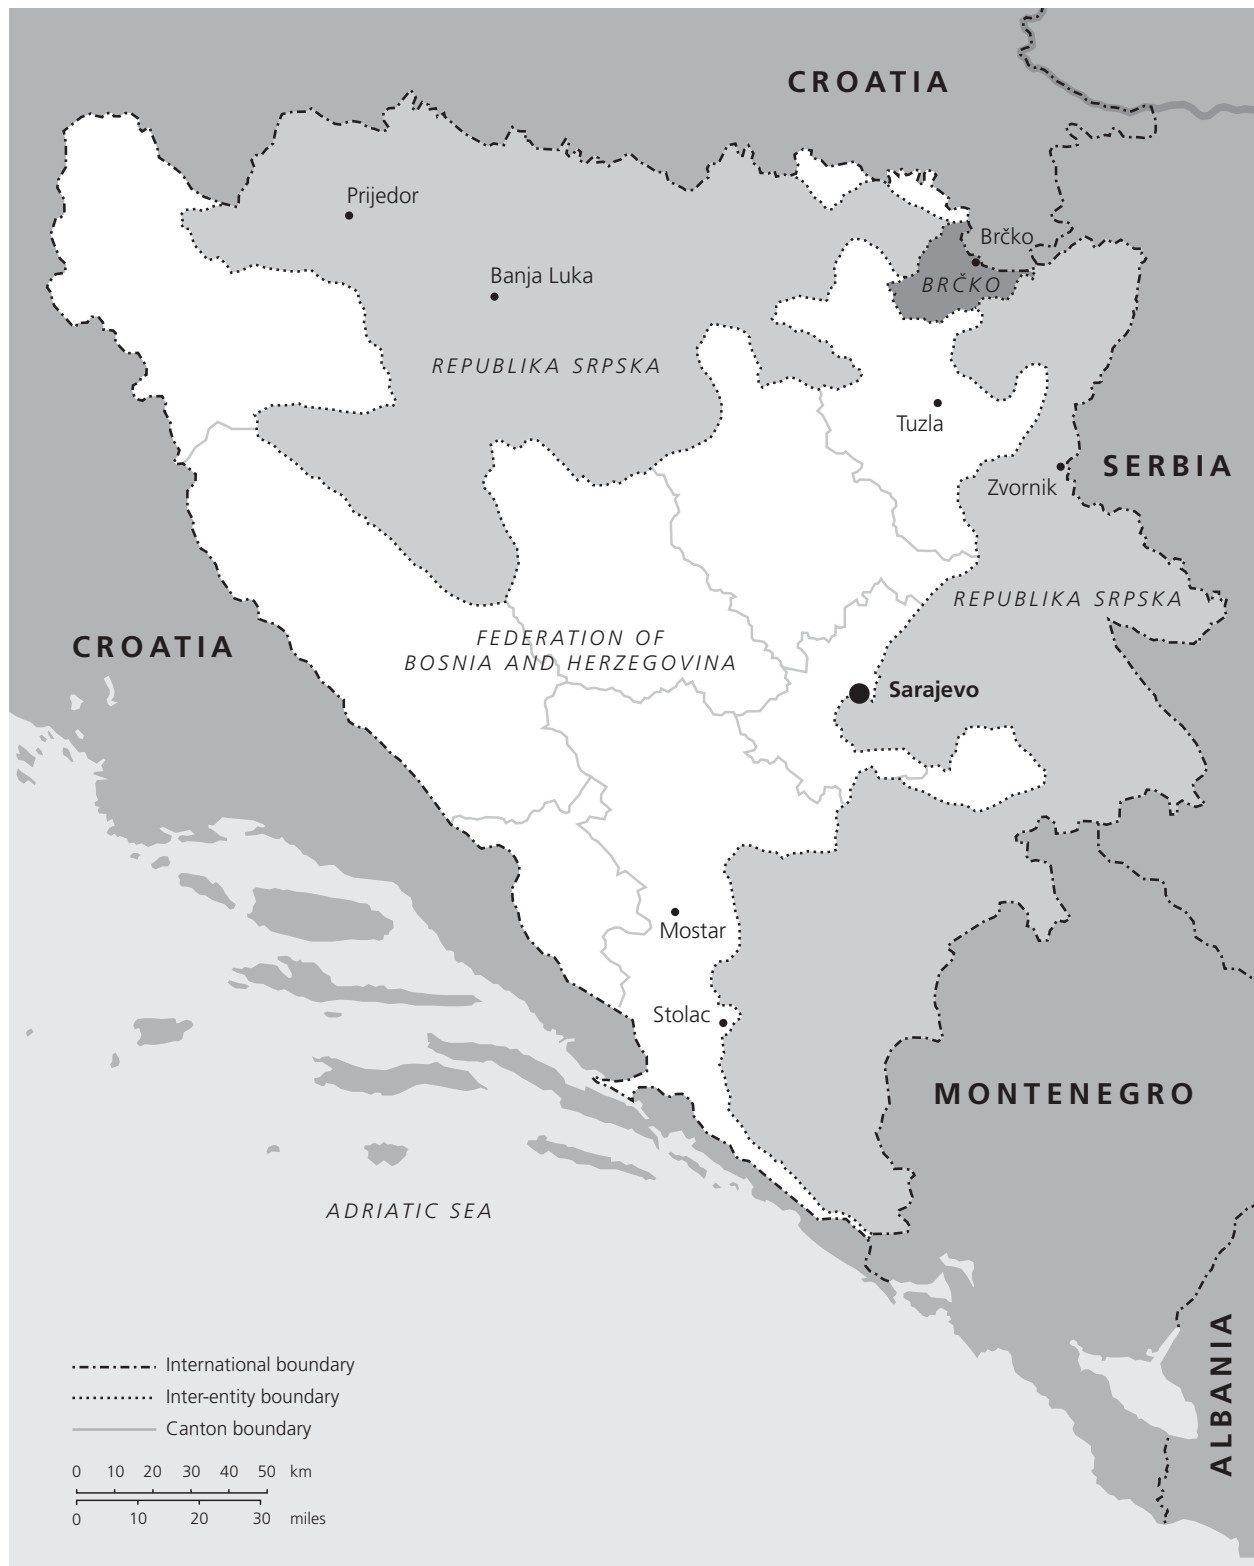 CROATIA
Prijedor
Brčko
Banja Luka
BRČKO
REPUBLIKA SRPSKA
Tuzla
SERBIA
Zvornik
REPUBLIKA SRPSKA
CROATIA
FEDERATION OF
BOSNIA AND HERZEGOVINA
Sarajevo
Mostar
Stolac
MONTENEGRO
ADRIATIC SEA
ALBANIA
International boundary
Inter-entity boundary
Canton boundary
0 10 20 30 40 50 km
0 10 20 30 miles